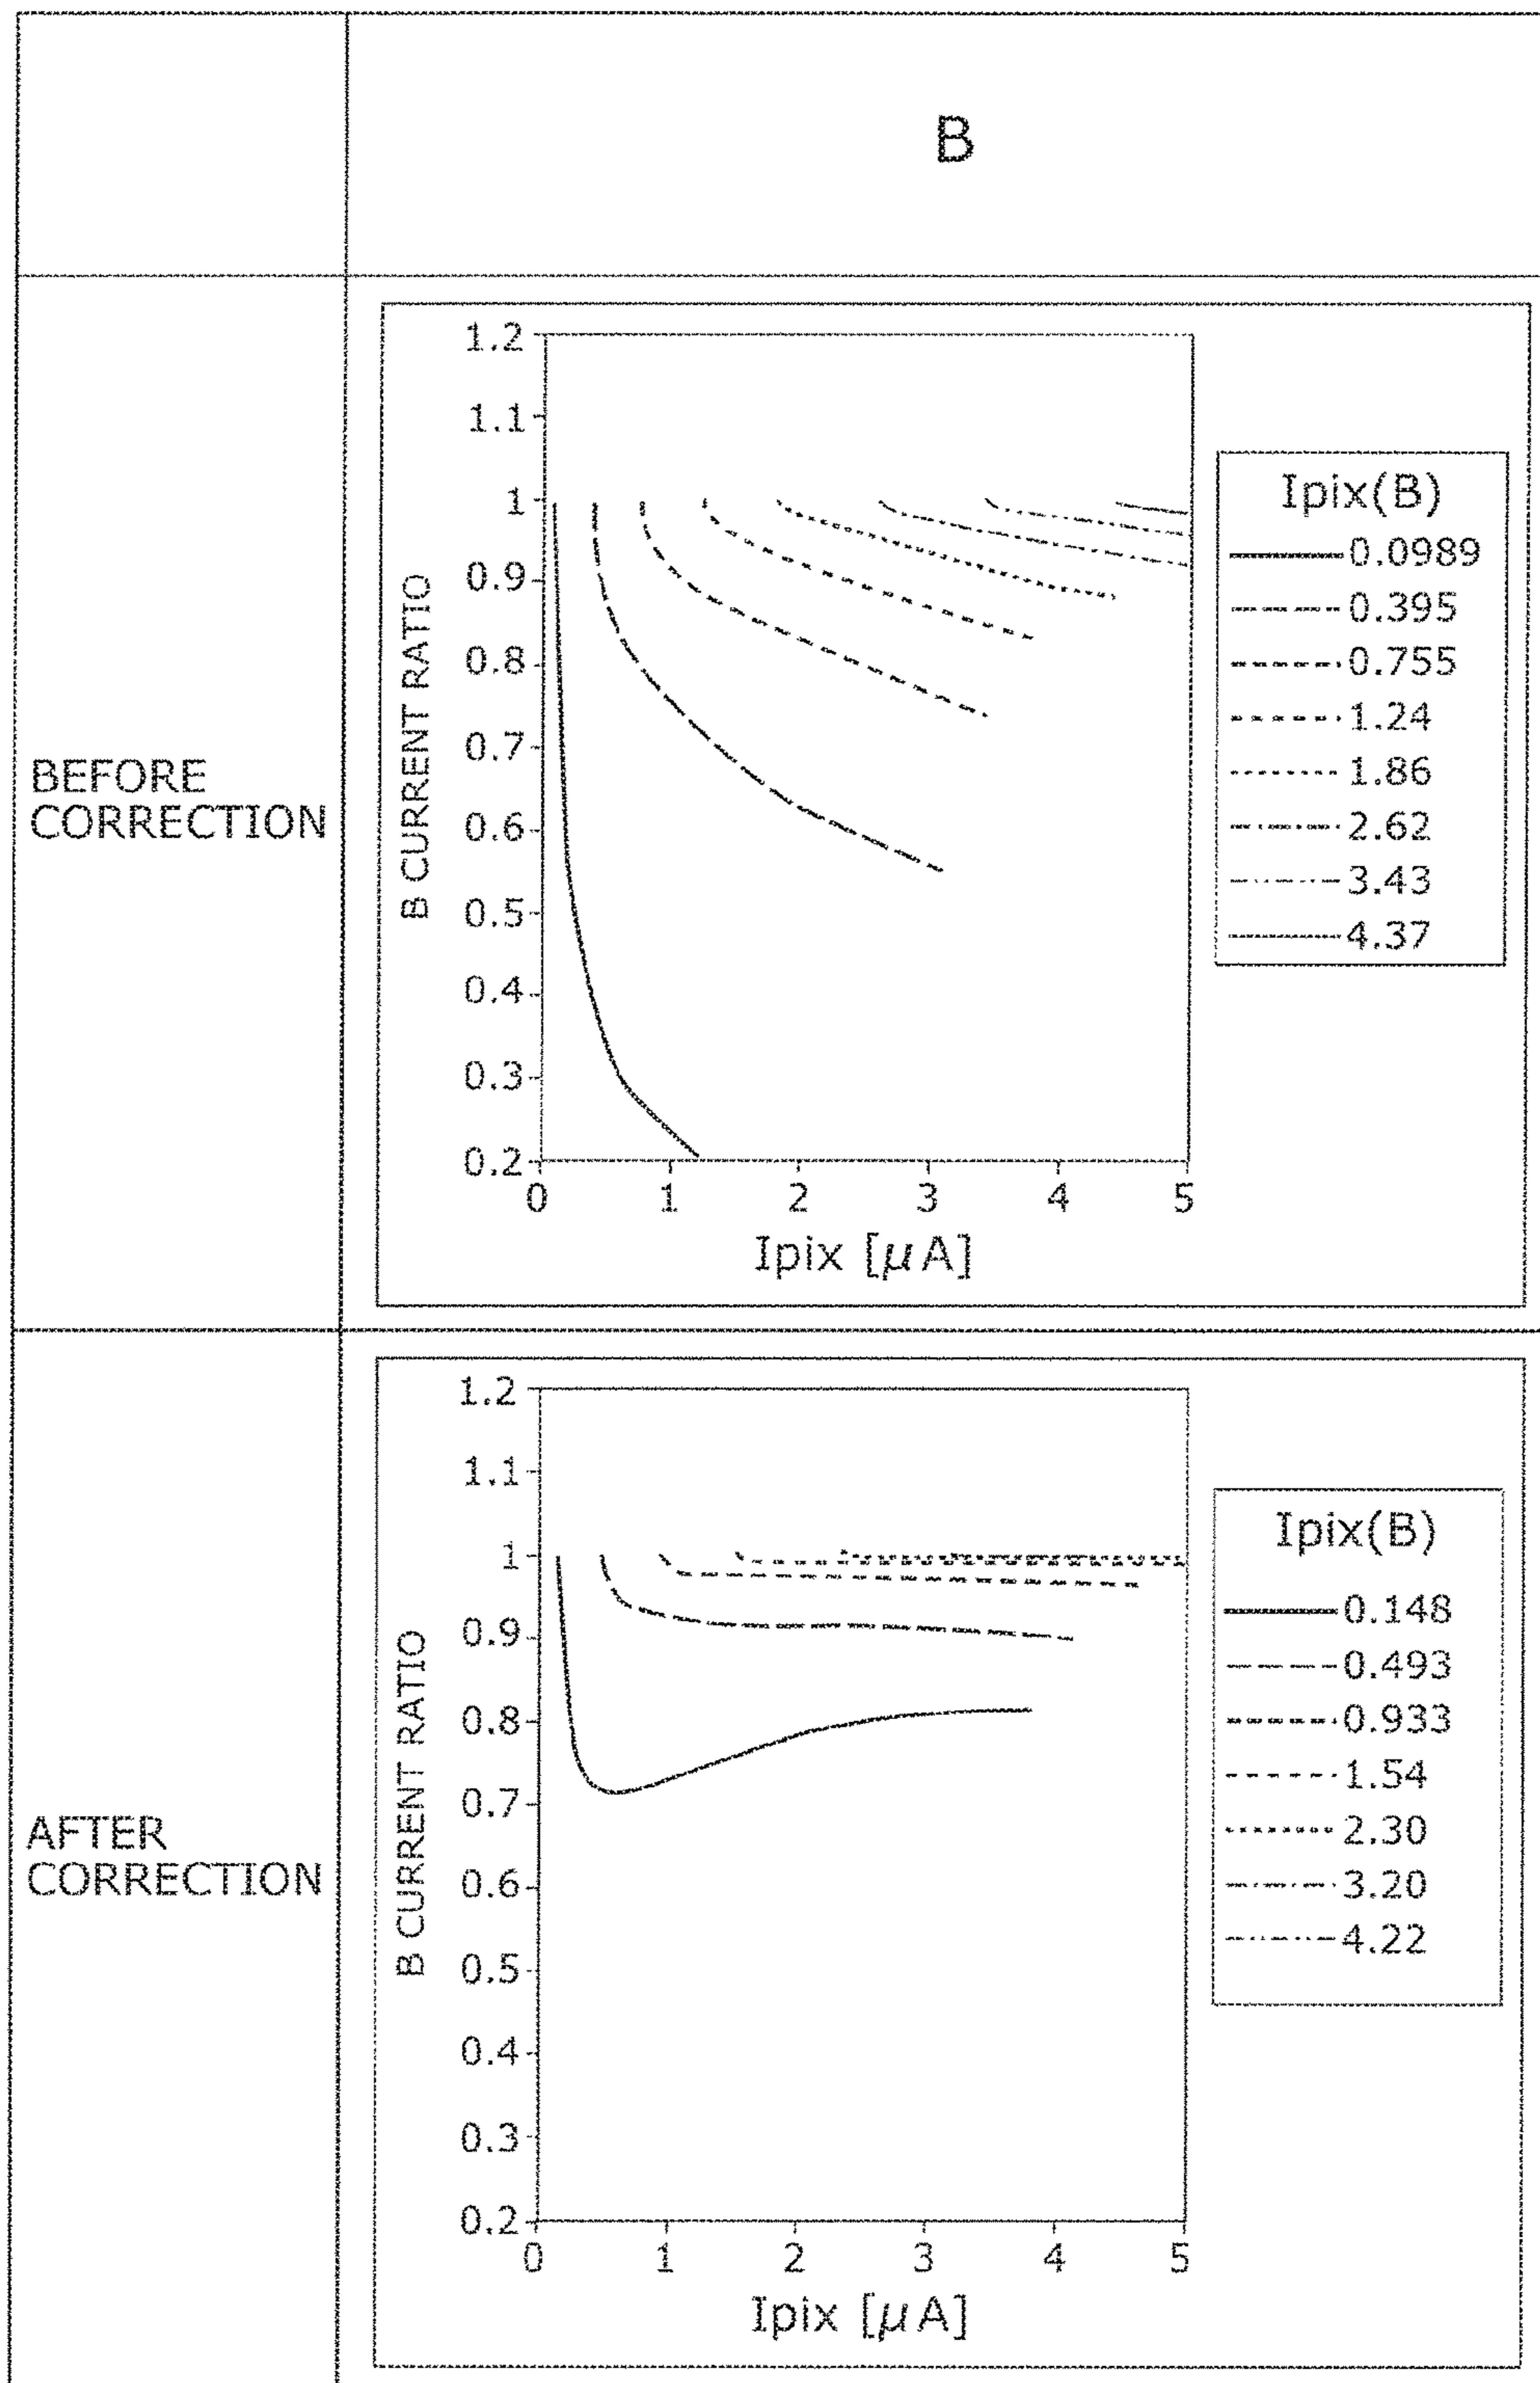 B
BEFORE
CORRECTION
B CURRENT RATIO
1.2
1.1
1
0.9
0.8
0.7
0.6
0.5
0.4
0.3
0.2
0 1 2 3 4 5
Ipix [μA]
Ipix(B)
0.0989
0.395
0.755
1.24
1.86
2.62
3.43
4.37
AFTER
CORRECTION
B CURRENT RATIO
1.2
1.1
1
0.9
0.8
0.7
0.6
0.5
0.4
0.3
0.2
0 1 2 3 4 5
Ipix [μA]
Ipix(B)
0.148
0.493
0.933
1.54
2.30
3.20
4.22